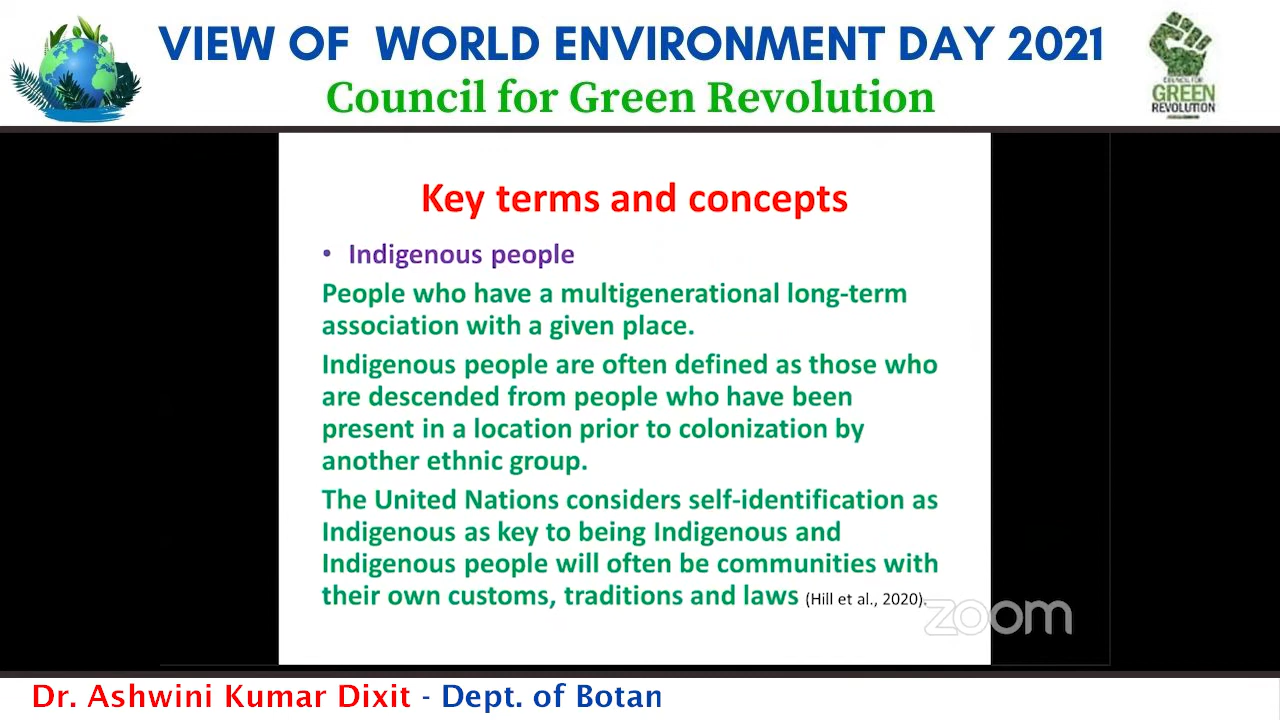 VIEW OF WORLD ENVIRONMENT DAY 2021
Council for Green Revolution
COUNCIL FOR
GREEN
REVOLUTION
Key terms and concepts
• Indigenous people
People who have a multigenerational long-term
association with a given place.
Indigenous people are often defined as those who
are descended from people who have been
present in a location prior to colonization by
another ethnic group.
The United Nations considers self-identification as
Indigenous as key to being Indigenous and
Indigenous people will often be communities with
their own customs, traditions and laws (Hill et al., 2020).
zoom
Dr. Ashwini Kumar Dixit - Dept. of Botan